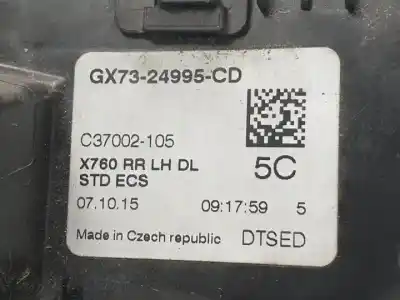 GX73-24995-CD
C37002-105
X760 RR LH DL 5C
STD ECS
07.10.15 09:17:59 5
Made in Czech republic DTSED